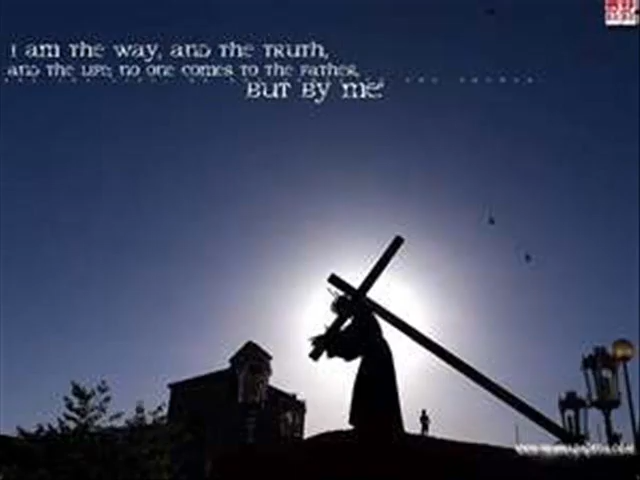 I am the way, and the truth,
and the life; no one comes to the Father,
But By me!